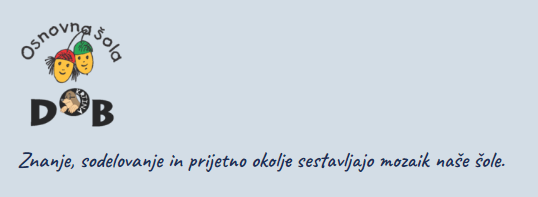 Osnovna šola
DOB
Znanje, sodelovanje in prijetno okolje sestavljajo mozaik naše šole.